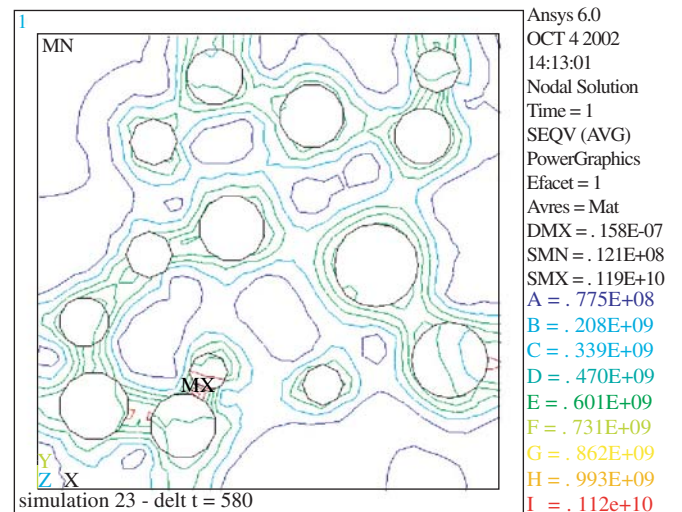 1
MN
MX
Y
Z X
simulation 23 - delt t = 580
Ansys 6.0
OCT 4 2002
14:13:01
Nodal Solution
Time = 1
SEQV (AVG)
PowerGraphics
Efacet = 1
Avres = Mat
DMX = . 158E-07
SMN = . 121E+08
SMX = . 119E+10
A = . 775E+08
B = . 208E+09
C = . 339E+09
D = . 470E+09
E = . 601E+09
F = . 731E+09
G = . 862E+09
H = . 993E+09
I = . 112e+10